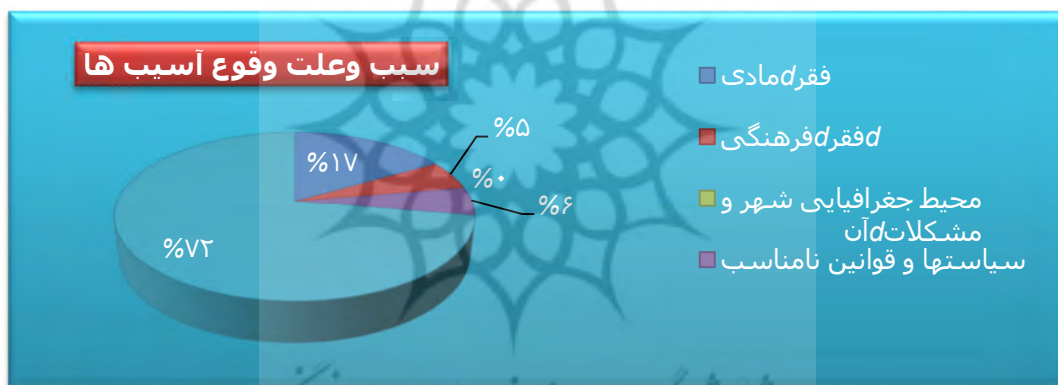 سبب وعلت وقوع آسیب ها
فقرdمادی
dفقرdفرهنگی
محیط جغرافیایی شهر و
مشکلاتdآن
سیاستها و قوانین نامناسب
%۱۷
%۵
%۰
%۶
%۷۲